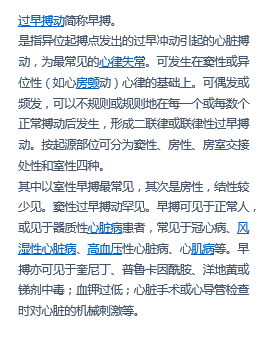 过早搏动简称早搏。
是指异位起搏点发出的过早冲动引起的心脏搏
动，为最常见的心律失常。可发生在窦性或异
位性（如心房颤动）心律的基础上。可偶发或
频发，可以不规则或规则地在每一个或每数个
正常搏动后发生，形成二联律或联律性过早搏
动。按起源部位可分为窦性、房性、房室交接
处性和室性四种。
其中以室性早搏最常见，其次是房性，结性较
少见。窦性过早搏动罕见。早搏可见于正常人，
或见于器质性心脏病患者，常见于冠心病、风
湿性心脏病、高血压性心脏病、心肌病等。早
搏亦可见于奎尼丁、普鲁卡因酰胺、洋地黄或
锑剂中毒；血钾过低；心脏手术或心导管检查
时对心脏的机械刺激等。